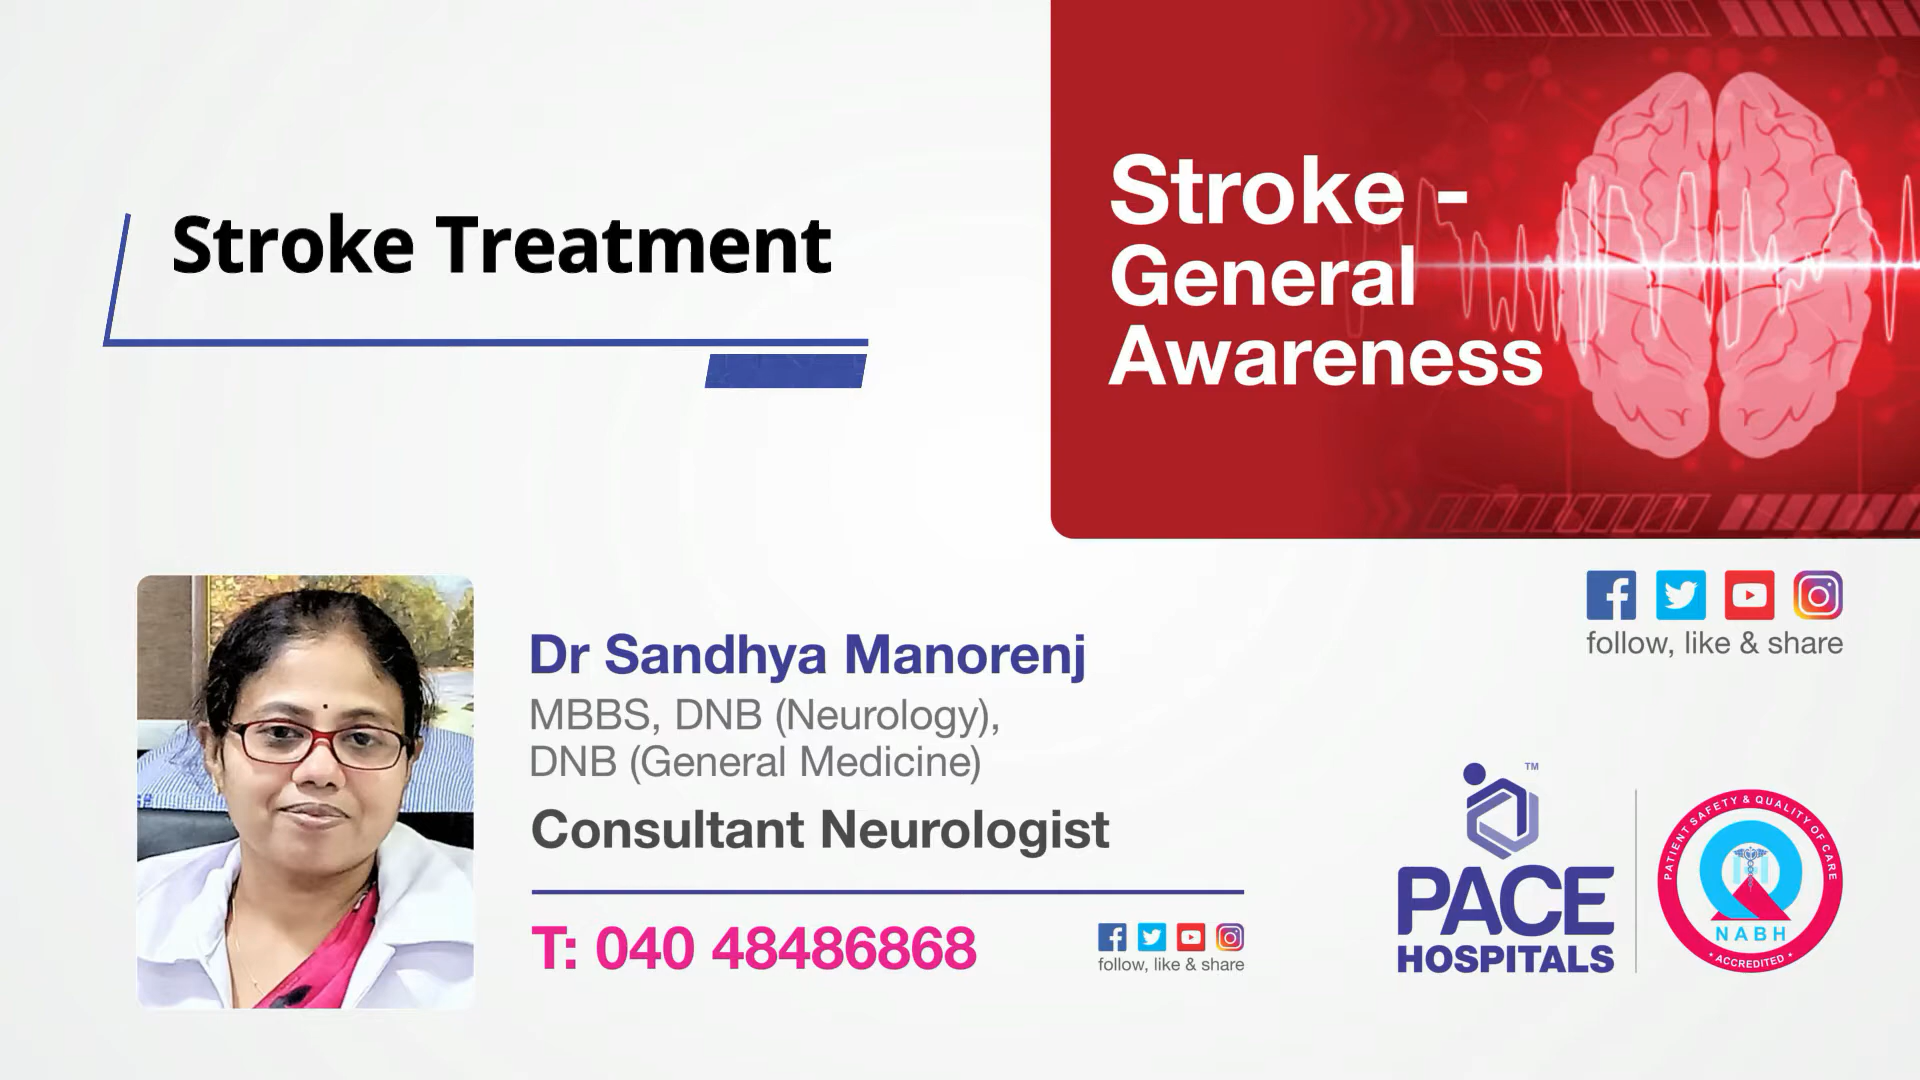 Stroke Treatment
Stroke -
General
Awareness
follow, like & share
Dr Sandhya Manorenj
MBBS, DNB (Neurology),
DNB (General Medicine)
Consultant Neurologist
T: 040 48486868
follow, like & share
TM
PACE
HOSPITALS
PATIENT SAFETY & QUALITY OF CARE
NABH
• ACCREDITED •